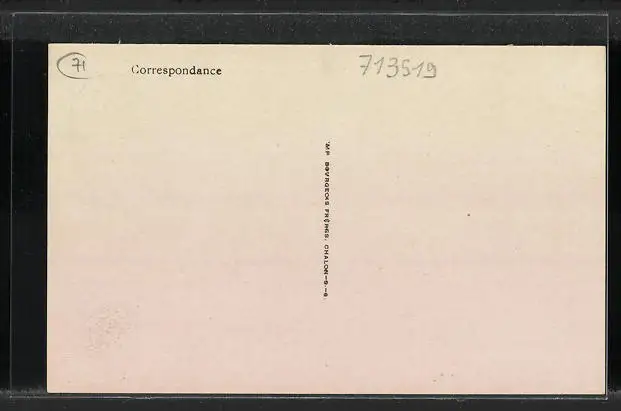 71
Correspondance
713519
IMP. BOURGEOIS FRÈRES, CHALON-S.-S.